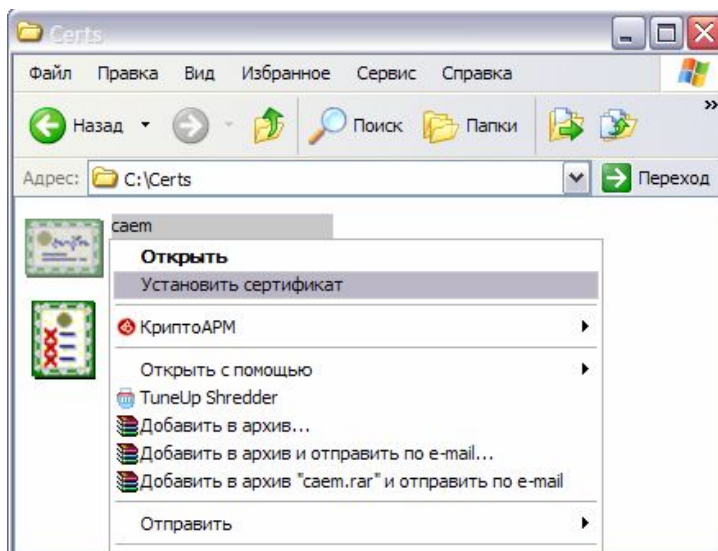 Certs
Файл Правка Вид Избранное Сервис Справка
Назад Поиск Папки »
Адрес: C:\Certs Переход
caem
Открыть
Установить сертификат
КриптоАРМ
Открыть с помощью
TuneUp Shredder
Добавить в архив...
Добавить в архив и отправить по e-mail...
Добавить в архив "caem.rar" и отправить по e-mail
Отправить